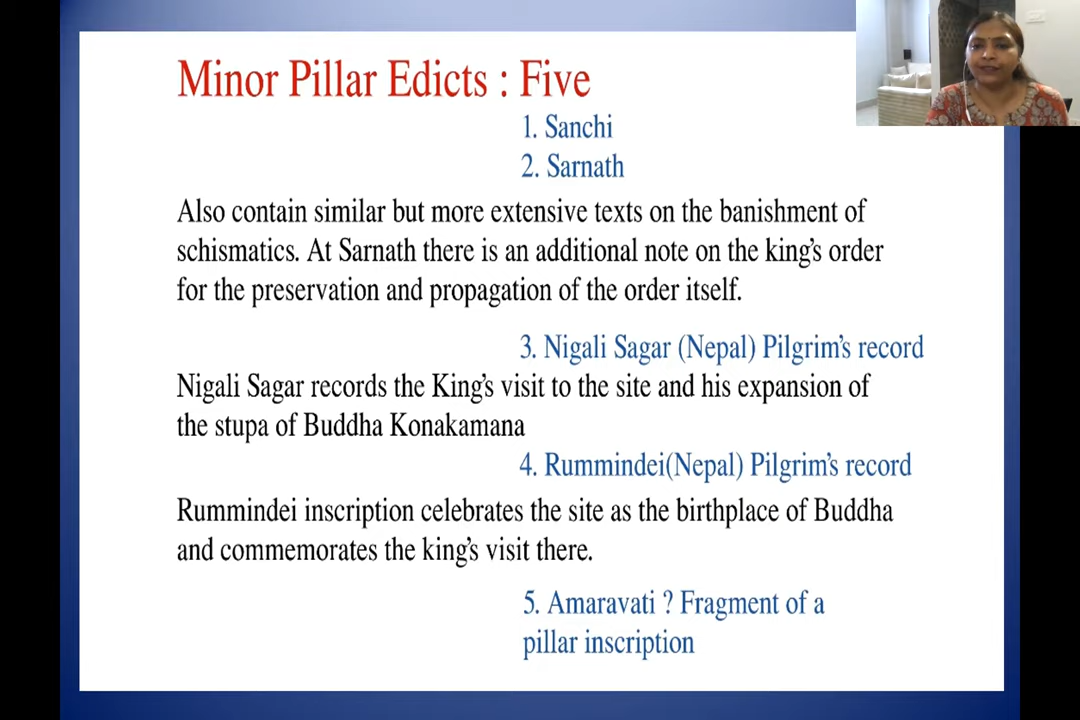 Minor Pillar Edicts : Five
1. Sanchi
2. Sarnath
Also contain similar but more extensive texts on the banishment of
schismatics. At Sarnath there is an additional note on the king's order
for the preservation and propagation of the order itself.
3. Nigali Sagar (Nepal) Pilgrim's record
Nigali Sagar records the King's visit to the site and his expansion of
the stupa of Buddha Konakamana
4. Rummindei(Nepal) Pilgrim's record
Rummindei inscription celebrates the site as the birthplace of Buddha
and commemorates the king's visit there.
5. Amaravati ? Fragment of a
pillar inscription